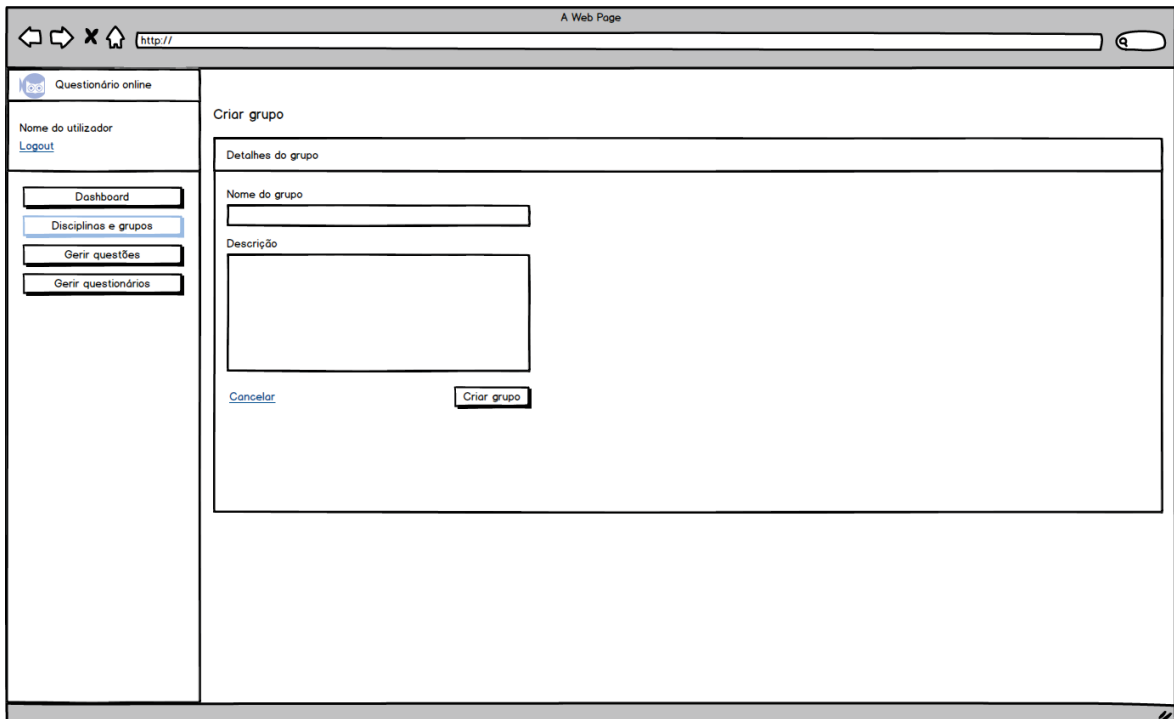 A Web Page
http://
Questionário online
Nome do utilizador
Logout
Dashboard
Disciplinas e grupos
Gerir questões
Gerir questionários
Criar grupo
Detalhes do grupo
Nome do grupo
Descrição
Cancelar
Criar grupo